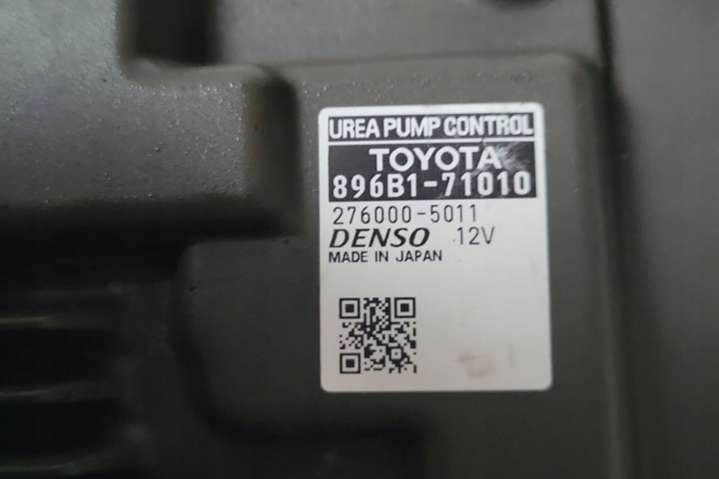 UREA PUMP CONTROL
TOYOTA
896B1-71010
276000-5011
DENSO 12V
MADE IN JAPAN